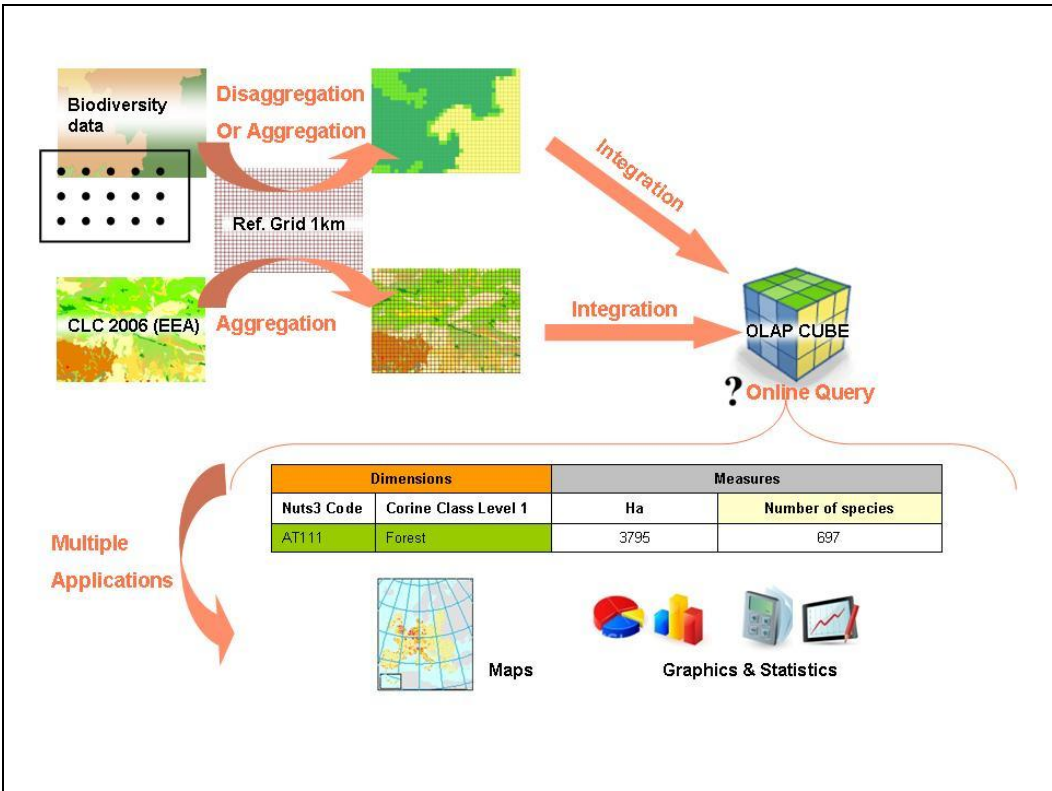 Biodiversity
data
Disaggregation
Or Aggregation
Ref. Grid 1km
CLC 2006 (EEA)
Aggregation
Integration
Integration
OLAP CUBE
? Online Query
Dimensions Measures
Nuts3 Code Corine Class Level 1 Ha Number of species
AT111 Forest 3795 697
Multiple
Applications
Maps
Graphics & Statistics